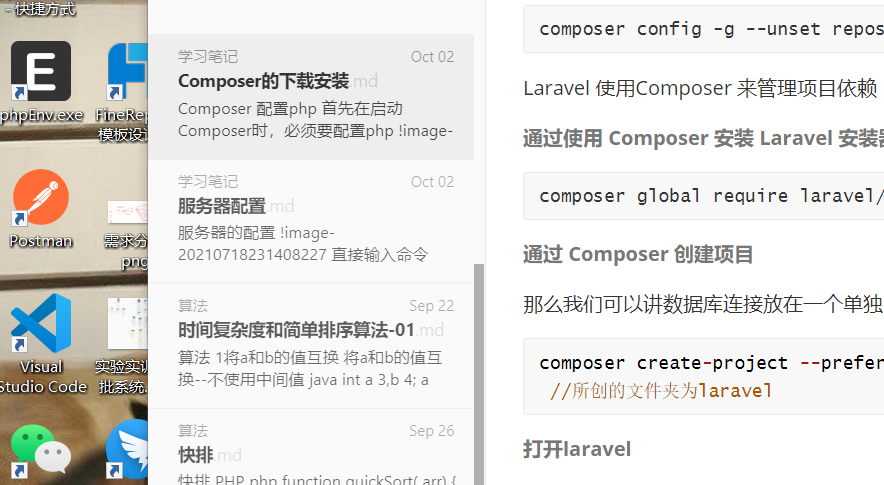 - 快捷方式
phpEnv.exe
FineRep
模板设计
Postman
需求分
png
Visual
Studio Code
实验实训
批系统.
学习笔记
Oct 02
Composer的下载安装.md
Composer 配置php 首先在启动
Composer时，必须要配置php !image-
学习笔记
Oct 02
服务器配置.md
服务器的配置 !image-
20210718231408227 直接输入命令
算法
Sep 22
时间复杂度和简单排序算法-01.md
算法 1将a和b的值互换 将a和b的值互
换--不使用中间值 java int a 3,b 4; a
算法
Sep 26
快排.md
快排 PHP php function quickSort( arr) {
composer config -g --unset repos
Laravel 使用Composer 来管理项目依赖
通过使用 Composer 安装 Laravel 安装器
composer global require laravel/
通过 Composer 创建项目
那么我们可以讲数据库连接放在一个单独
composer create-project --prefer
//所创的文件夹为laravel
打开laravel